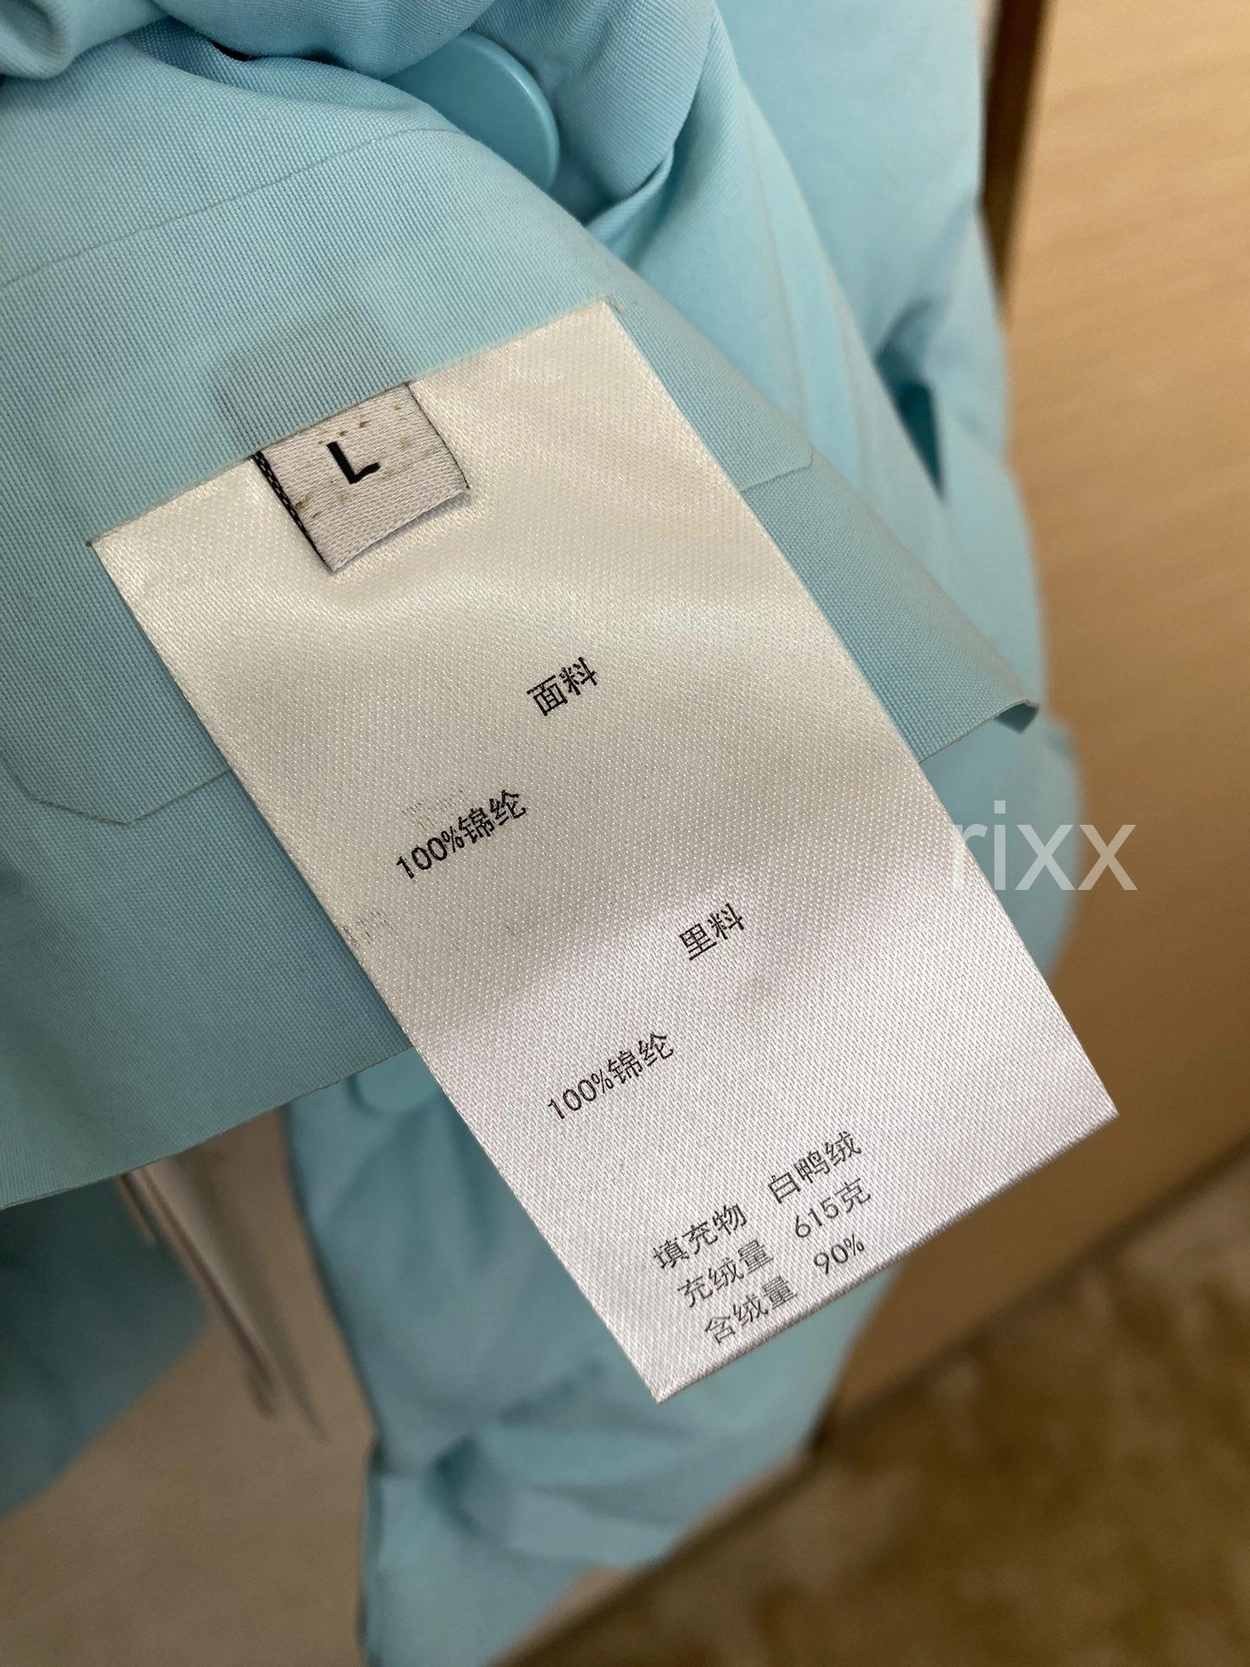 L
面料
100%锦纶
里料
100%锦纶
填充物 白鸭绒
充绒量 615克
含绒量 90%
rixx